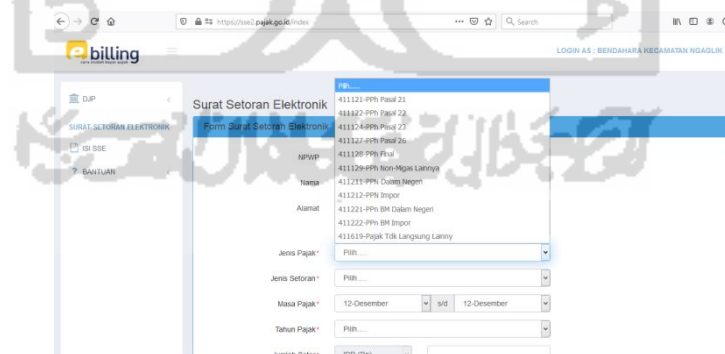 https://sse2.pajak.go.id/index
Search
e billing
cara mudah bayar pajak
LOGIN AS : BENDAHARA KECAMATAN NGAGLIK
DJP
SURAT SETORAN ELEKTRONIK
ISI SSE
? BANTUAN
Surat Setoran Elektronik
Form Surat Setoran Elektronik
NPWP
Nama
Alamat
Pilih.....
411121-PPh Pasal 21
411122-PPh Pasal 22
411124-PPh Pasal 23
411127-PPh Pasal 26
411128-PPh Final
411129-PPh Non-Migas Lainnya
411211-PPN Dalam Negeri
411212-PPN Impor
411221-PPn BM Dalam Negeri
411222-PPn BM Impor
411619-Pajak Tdk Langsung Lainny
Jenis Pajak* Pilih.....
Jenis Setoran* Pilih.....
Masa Pajak* 12-Desember s/d 12-Desember
Tahun Pajak* Pilih.....